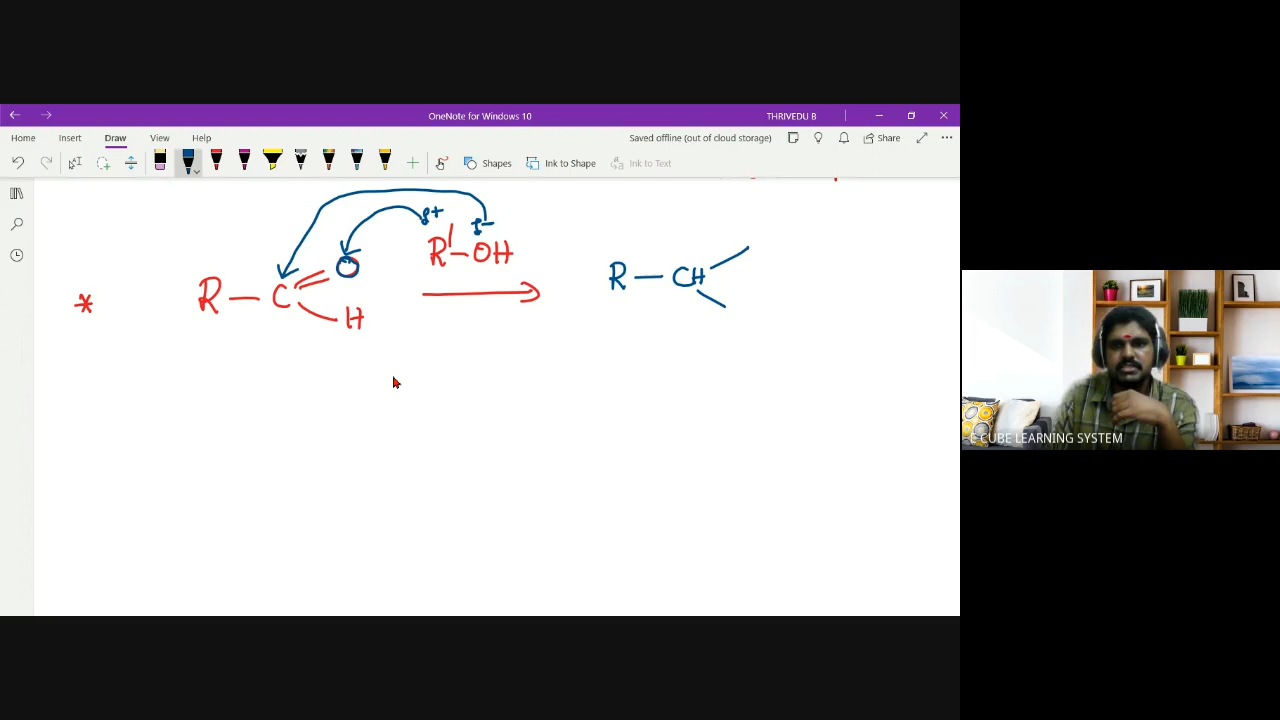 OneNote for Windows 10
THRIVEDU B
Home Insert Draw View Help
Saved offline (out of cloud storage)
Share
Shapes
Ink to Shape
Ink to Text
δ+ δ-
R' — OH
R — C = O
H
*
R — CH
E CUBE LEARNING SYSTEM